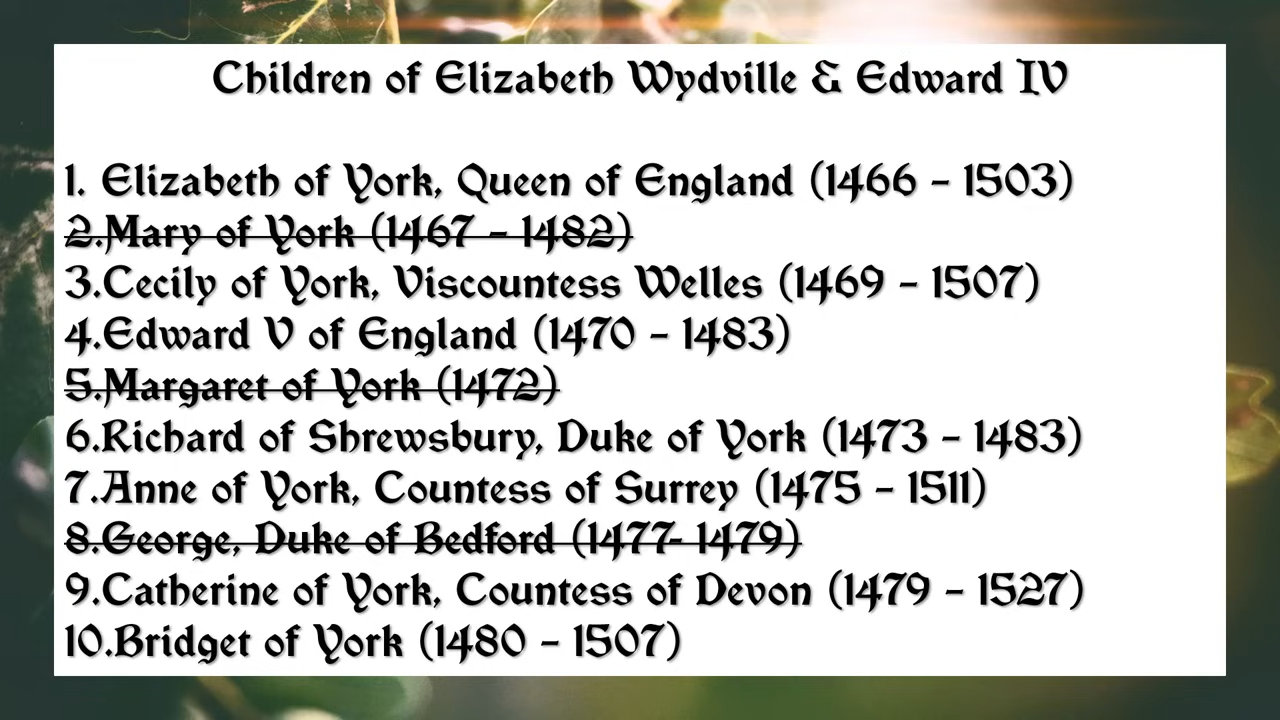 Children of Elizabeth Wydville & Edward IV
1. Elizabeth of York, Queen of England (1466 – 1503)
2.Mary of York (1467 – 1482)
3.Cecily of York, Viscountess Welles (1469 – 1507)
4.Edward V of England (1470 – 1483)
5.Margaret of York (1472)
6.Richard of Shrewsbury, Duke of York (1473 – 1483)
7.Anne of York, Countess of Surrey (1475 – 1511)
8.George, Duke of Bedford (1477- 1479)
9.Catherine of York, Countess of Devon (1479 – 1527)
10.Bridget of York (1480 – 1507)